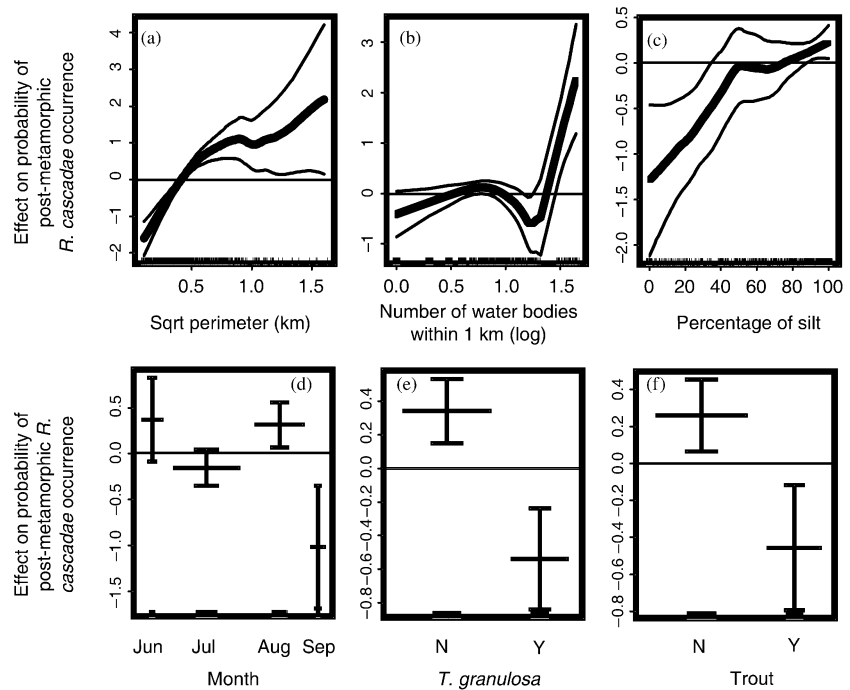 Effect on probability of
post-metamorphic
R. cascadae occurrence
(a)
4
3
2
1
0
−1
−2
0.5
1.0
1.5
Sqrt perimeter (km)
(b)
3
2
1
0
−1
0.0
0.5
1.0
1.5
Number of water bodies
within 1 km (log)
(c)
0.5
0.0
−0.5
−1.0
−1.5
−2.0
0
20
40
60
80
100
Percentage of silt
Effect on probability of
post-metamorphic R.
cascadae occurrence
(d)
0.5
0.0
−0.5
−1.0
−1.5
Jun
Jul
Aug
Sep
Month
(e)
0.4
0.2
0.0
−0.2
−0.4
−0.6
−0.8
N
Y
T. granulosa
(f)
0.4
0.2
0.0
−0.2
−0.4
−0.6
−0.8
N
Y
Trout